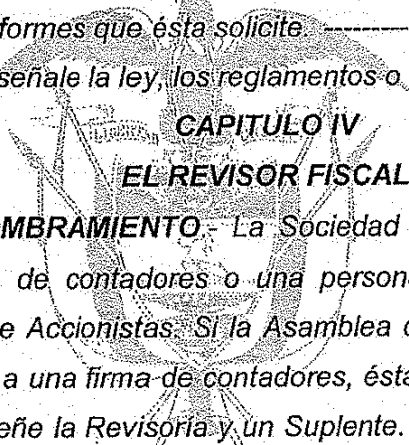 formes que ésta solicite. ----------
señale la ley, los reglamentos o
CAPITULO IV
EL REVISOR FISCAL
MBRAMIENTO.- La Sociedad
de contadores o una person
e Accionistas. Si la Asamblea
a una firma de contadores, ésta
eñe la Revisoría y un Suplente.